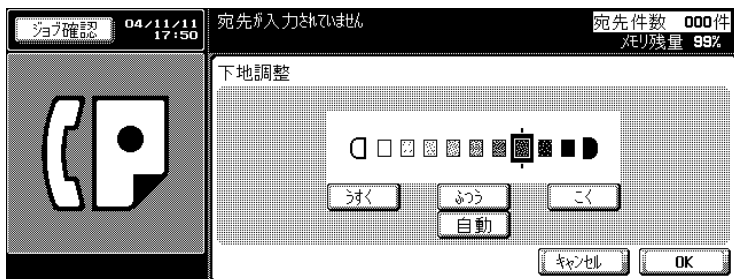 ジョブ確認
04/11/11
17:50
宛先が入力されていません
宛先件数 000件
メモリ残量 99%
下地調整
うすく
ふつう
こく
自動
キャンセル
OK